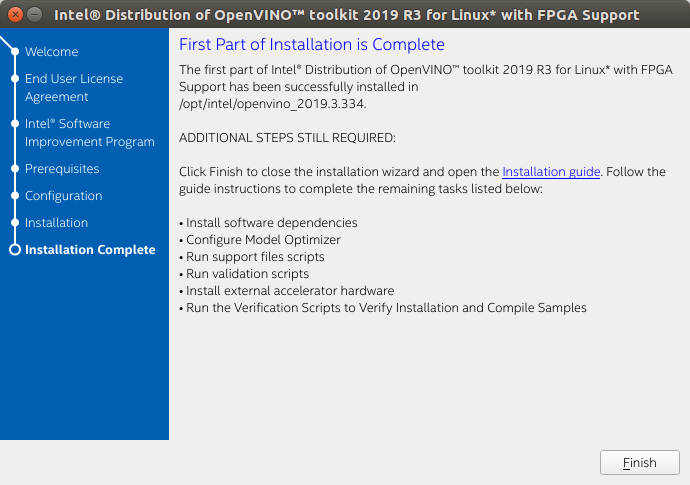 Intel® Distribution of OpenVINO™ toolkit 2019 R3 for Linux* with FPGA Support
Welcome
End User License
Agreement
Intel® Software
Improvement Program
Prerequisites
Configuration
Installation
Installation Complete
First Part of Installation is Complete
The first part of Intel® Distribution of OpenVINO™ toolkit 2019 R3 for Linux* with FPGA
Support has been successfully installed in
/opt/intel/openvino_2019.3.334.
ADDITIONAL STEPS STILL REQUIRED:
Click Finish to close the installation wizard and open the Installation guide. Follow the
guide instructions to complete the remaining tasks listed below:
• Install software dependencies
• Configure Model Optimizer
• Run support files scripts
• Run validation scripts
• Install external accelerator hardware
• Run the Verification Scripts to Verify Installation and Compile Samples
Finish